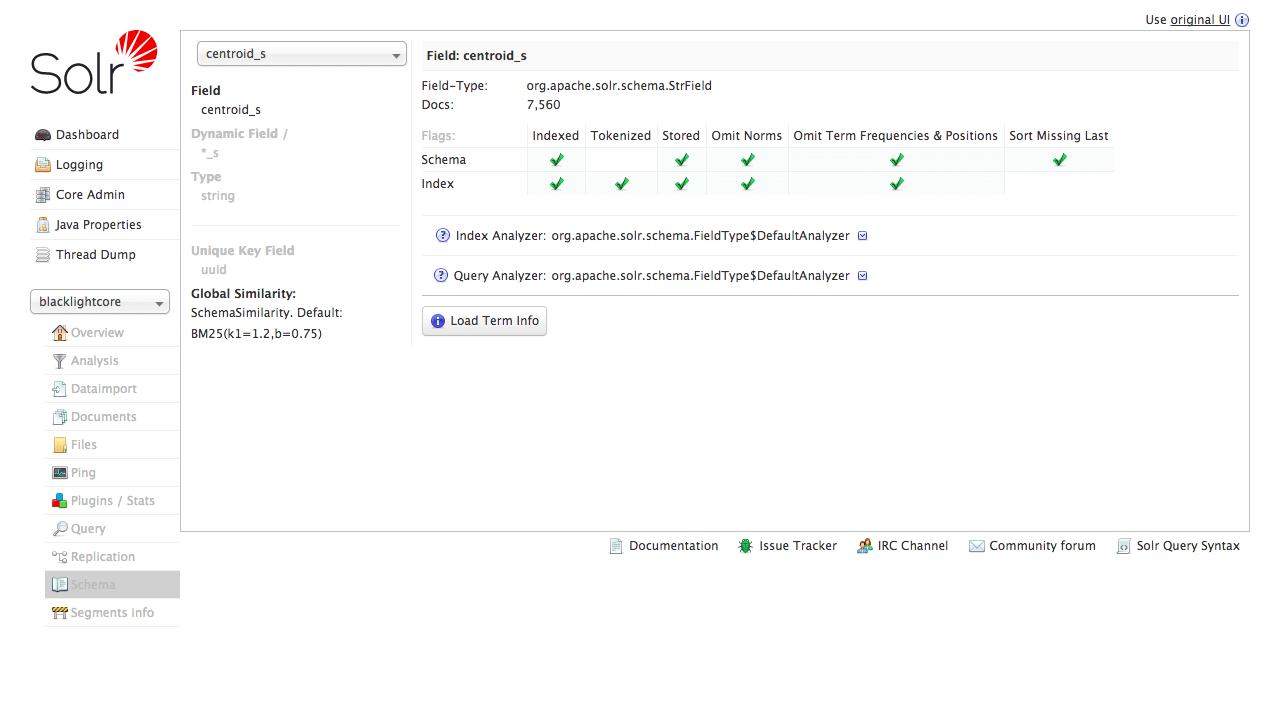 Use original UI
Solr
Dashboard
Logging
Core Admin
Java Properties
Thread Dump
blacklightcore
Overview
Analysis
Dataimport
Documents
Files
Ping
Plugins / Stats
Query
Replication
Schema
Segments info
centroid_s
Field
centroid_s
Dynamic Field /
*_s
Type
string
Unique Key Field
uuid
Global Similarity:
SchemaSimilarity. Default:
BM25(k1=1.2,b=0.75)
Field: centroid_s
Field-Type: org.apache.solr.schema.StrField
Docs: 7,560
Flags: Indexed Tokenized Stored Omit Norms Omit Term Frequencies & Positions Sort Missing Last
Schema
Index
Index Analyzer: org.apache.solr.schema.FieldType$DefaultAnalyzer
Query Analyzer: org.apache.solr.schema.FieldType$DefaultAnalyzer
Load Term Info
Documentation Issue Tracker IRC Channel Community forum Solr Query Syntax